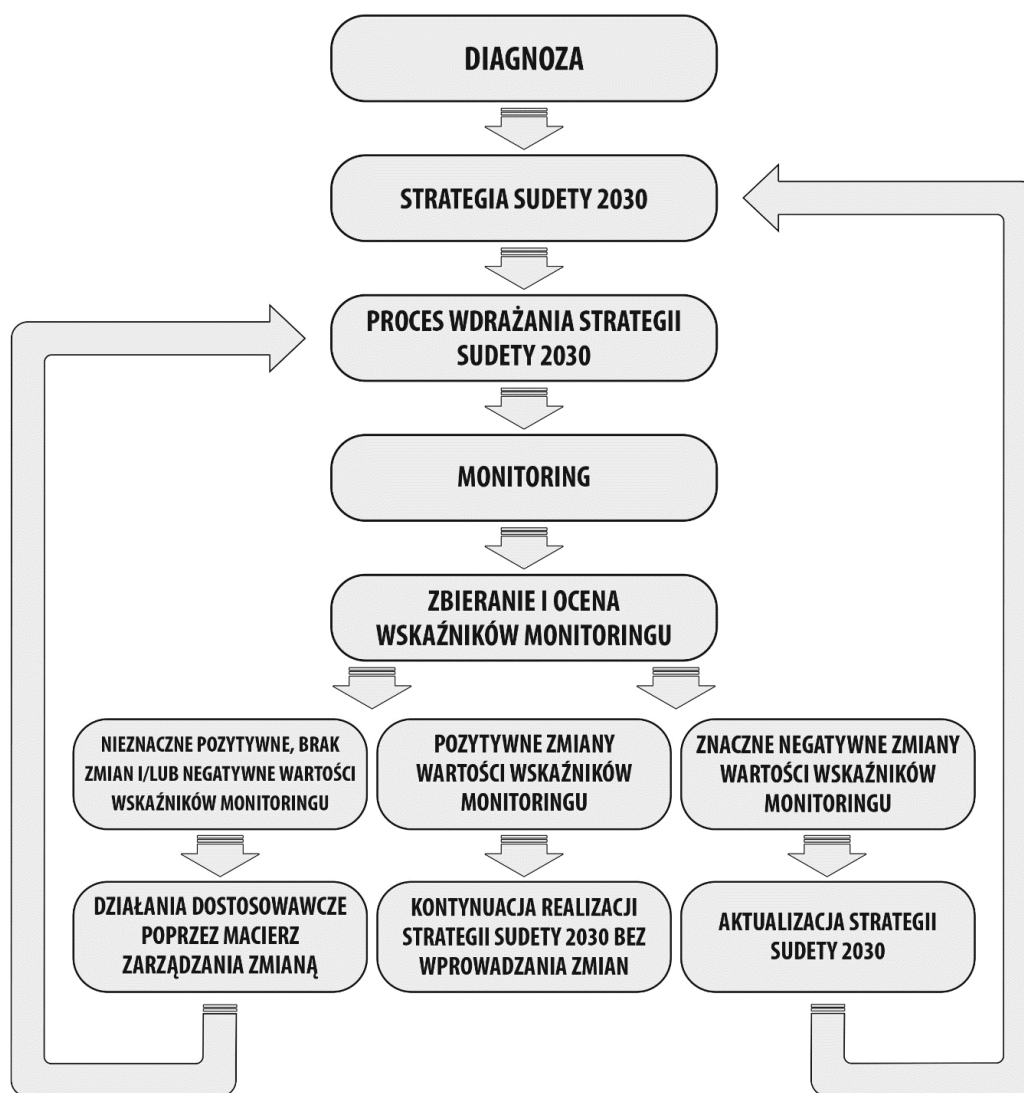 DIAGNOZA
STRATEGIA SUDETY 2030
PROCES WDRAŻANIA STRATEGII
SUDETY 2030
MONITORING
ZBIERANIE I OCENA
WSKAŹNIKÓW MONITORINGU
NIEZNACZNE POZYTYWNE, BRAK
ZMIAN I/LUB NEGATYWNE WARTOŚCI
WSKAŹNIKÓW MONITORINGU
POZYTYWNE ZMIANY
WARTOŚCI WSKAŹNIKÓW
MONITORINGU
ZNACZNE NEGATYWNE ZMIANY
WARTOŚCI WSKAŹNIKÓW
MONITORINGU
DZIAŁANIA DOSTOSOWAWCZE
POPRZEZ MACIERZ
ZARZĄDZANIA ZMIANĄ
KONTYNUACJA REALIZACJI
STRATEGII SUDETY 2030 BEZ
WPROWADZANIA ZMIAN
AKTUALIZACJA STRATEGII
SUDETY 2030